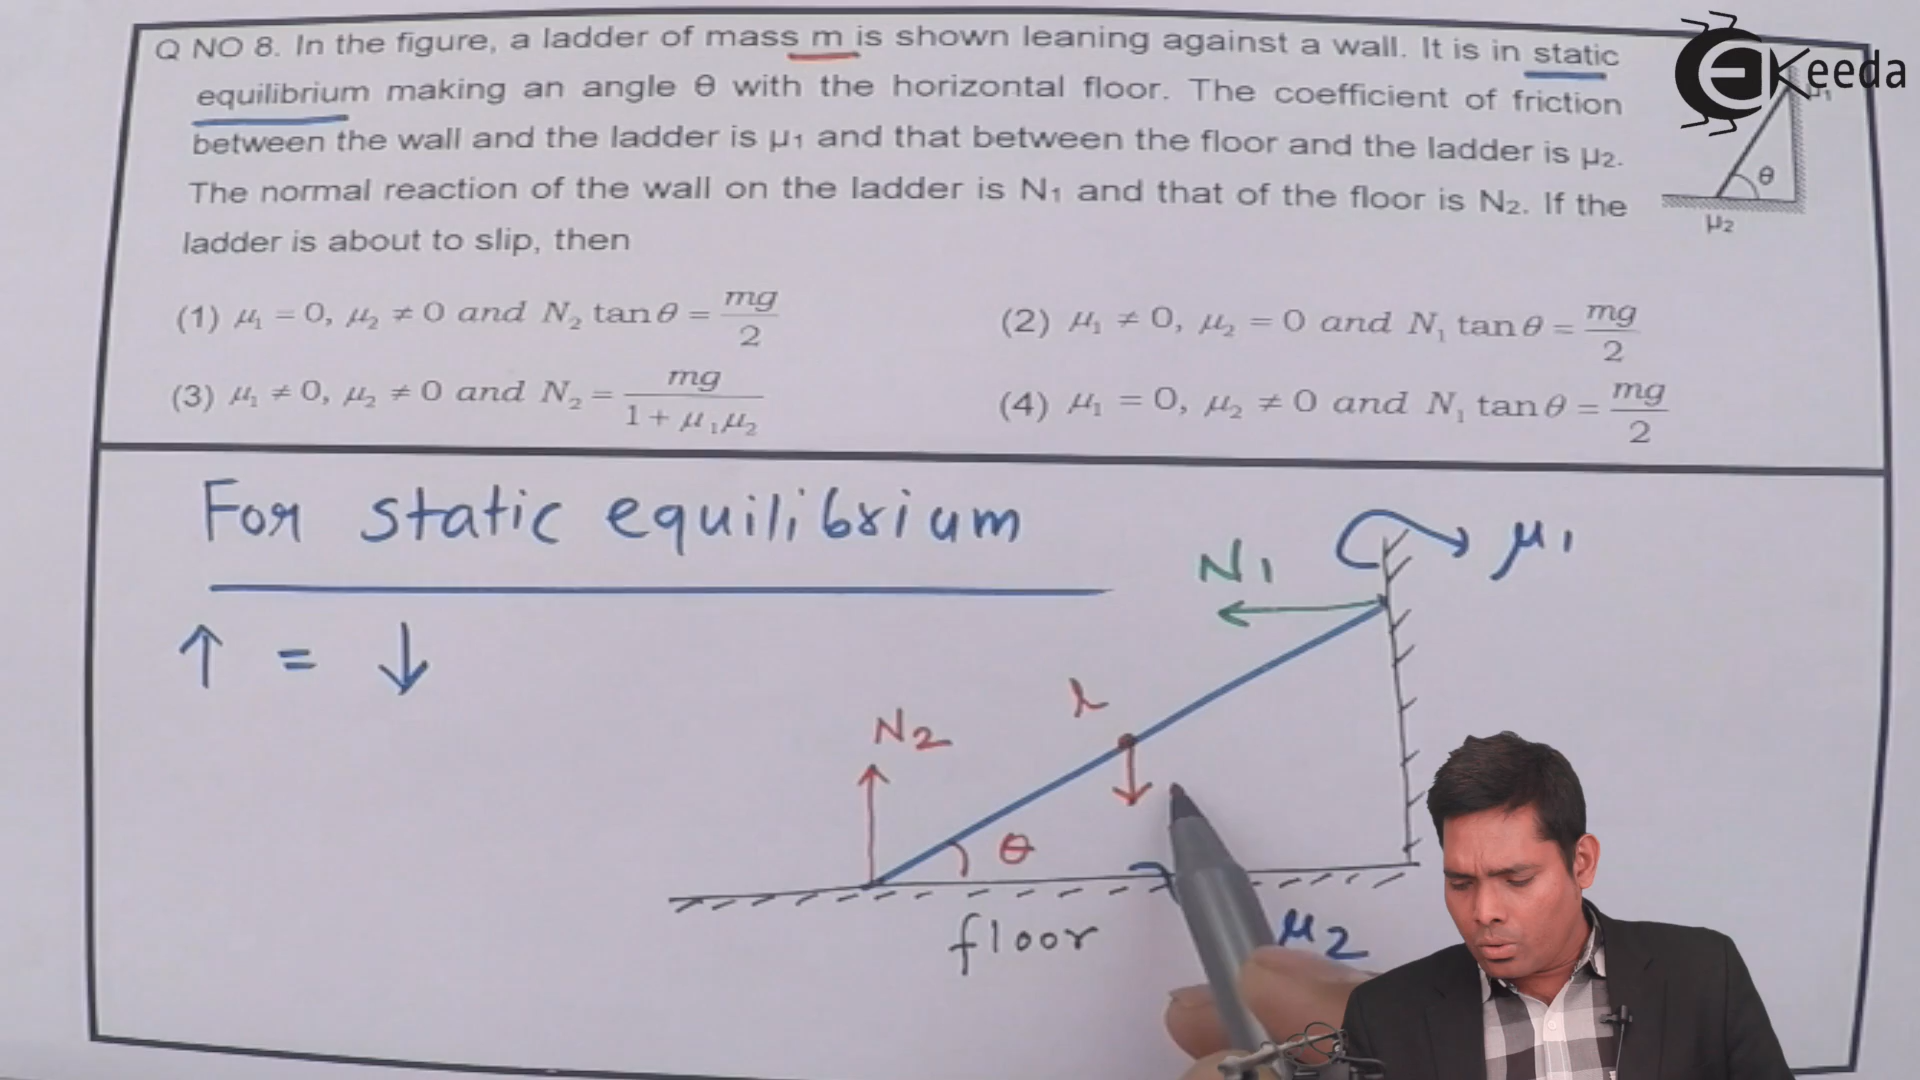 Q NO 8. In the figure, a ladder of mass m is shown leaning against a wall. It is in static
equilibrium making an angle θ with the horizontal floor. The coefficient of friction
between the wall and the ladder is μ₁ and that between the floor and the ladder is μ₂.
The normal reaction of the wall on the ladder is N₁ and that of the floor is N₂. If the
ladder is about to slip, then
(1) μ₁ = 0, μ₂ ≠ 0 and N₂ tan θ = mg/2
(2) μ₁ ≠ 0, μ₂ = 0 and N₁ tan θ = mg/2
(3) μ₁ ≠ 0, μ₂ ≠ 0 and N₂ = mg/(1 + μ₁μ₂)
(4) μ₁ = 0, μ₂ ≠ 0 and N₁ tan θ = mg/2
Keeda
μ₁
θ
μ₂
For static equilibrium
↑ = ↓
N₁
μ₁
l
N₂
θ
floor
μ₂